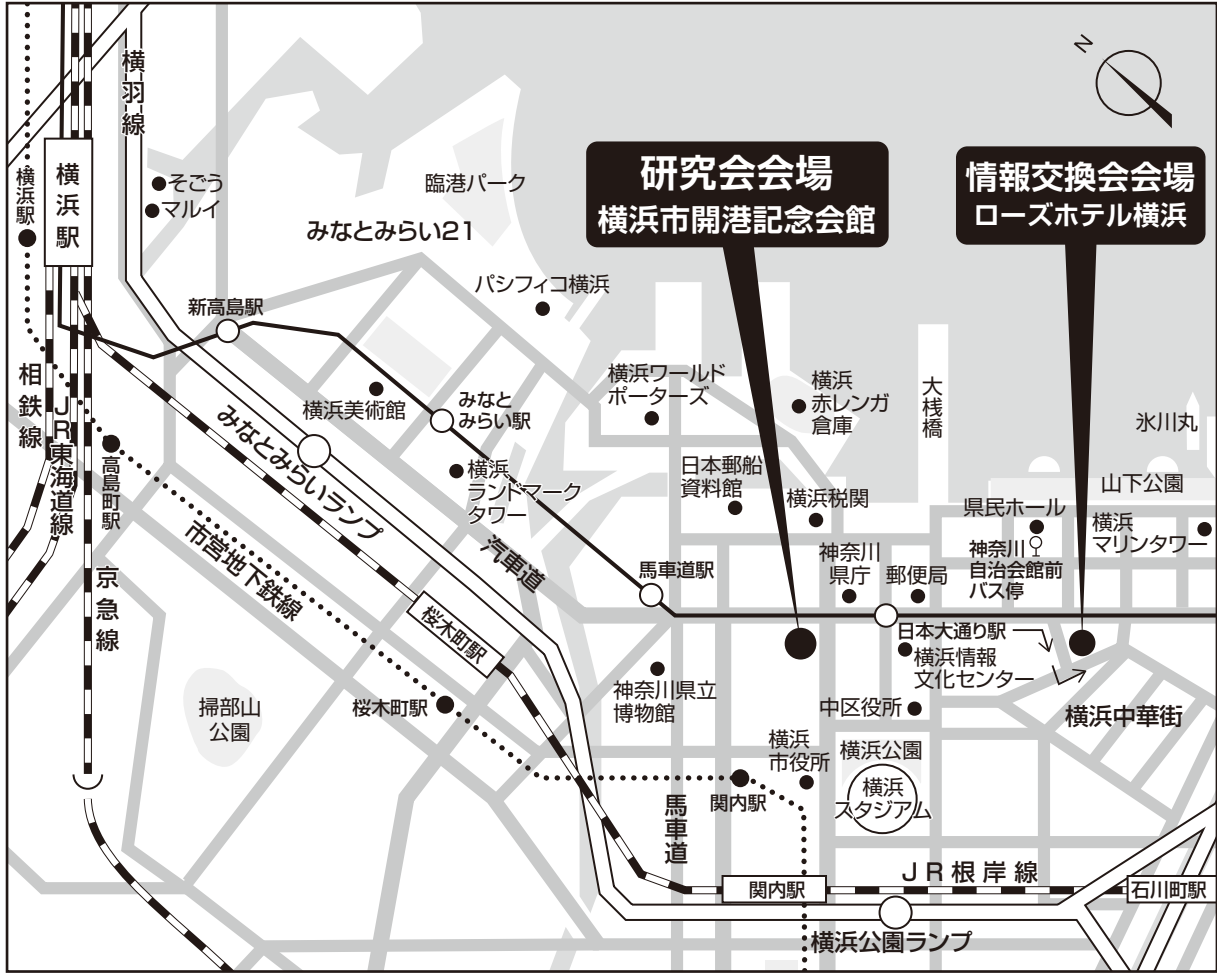 N
横羽線
研究会会場
横浜市開港記念会館
情報交換会会場
ローズホテル横浜
横浜駅
横浜駅
そごう
マルイ
臨港パーク
みなとみらい21
パシフィコ横浜
新高島駅
相鉄線
JR東海道線
高島町駅
京急線
横浜美術館
みなと
みらい駅
みなとみらいランプ
横浜
ランドマーク
タワー
横浜ワールド
ポーターズ
横浜
赤レンガ
倉庫
大桟橋
氷川丸
日本郵船
資料館
横浜税関
県民ホール
山下公園
横浜
マリンタワー
神奈川
自治会館前
バス停
神奈川
県庁
郵便局
汽車道
市営地下鉄線
馬車道駅
桜木町駅
桜木町駅
掃部山
公園
神奈川県立
博物館
日本大通り駅
横浜情報
文化センター
中区役所
横浜中華街
横浜
市役所
横浜公園
横浜
スタジアム
関内駅
馬車道
JR根岸線
関内駅
石川町駅
横浜公園ランプ